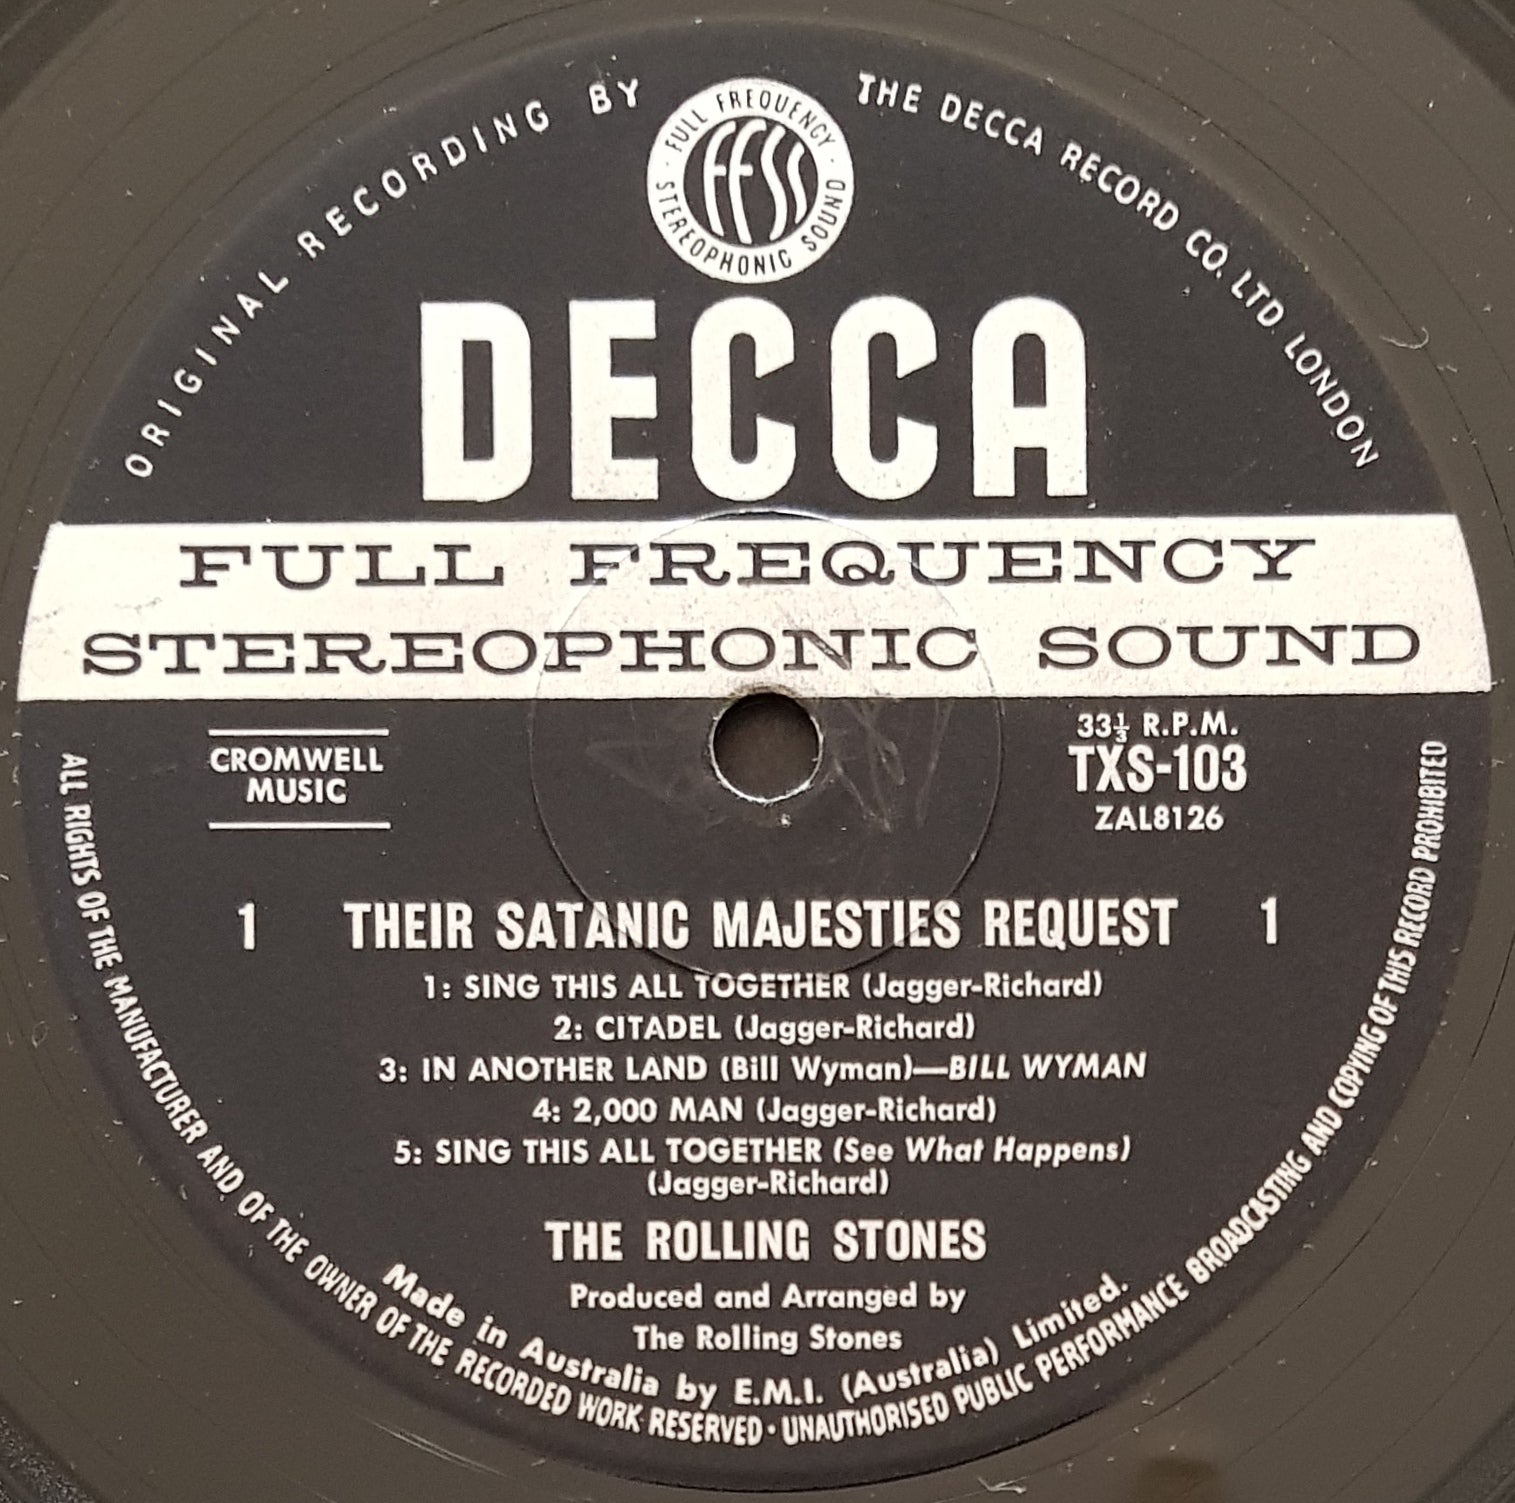 ORIGINAL RECORDING BY THE DECCA RECORD CO. LTD. LONDON
FULL FREQUENCY STEREOPHONIC SOUND
FFSS
DECCA
FULL FREQUENCY
STEREOPHONIC SOUND
CROMWELL
MUSIC
33⅓ R.P.M.
TXS-103
ZAL8126
1 THEIR SATANIC MAJESTIES REQUEST 1
1: SING THIS ALL TOGETHER (Jagger-Richard)
2: CITADEL (Jagger-Richard)
3: IN ANOTHER LAND (Bill Wyman)—BILL WYMAN
4: 2,000 MAN (Jagger-Richard)
5: SING THIS ALL TOGETHER (See What Happens)
(Jagger-Richard)
THE ROLLING STONES
Produced and Arranged by
The Rolling Stones
Made in Australia by E.M.I. (Australia) Limited.
ALL RIGHTS OF THE MANUFACTURER AND OF THE OWNER OF THE RECORDED WORK RESERVED · UNAUTHORISED PUBLIC PERFORMANCE BROADCASTING AND COPYING OF THIS RECORD PROHIBITED